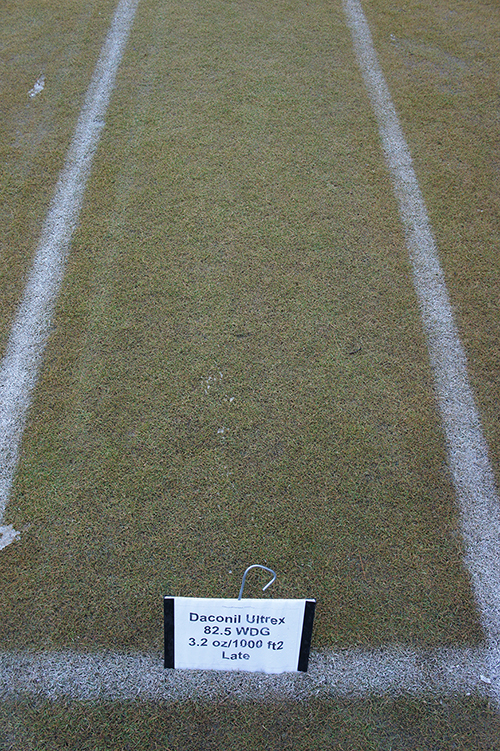 Daconil Ultrex
82.5 WDG
3.2 oz/1000 ft2
Late